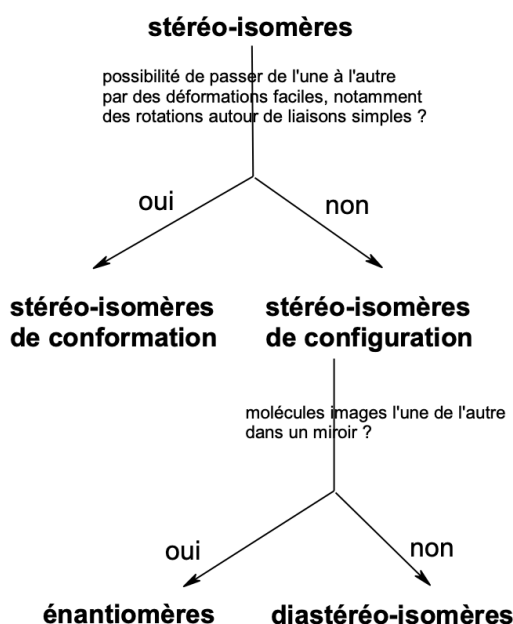 stéréo-isomères
possibilité de passer de l'une à l'autre
par des déformations faciles, notamment
des rotations autour de liaisons simples ?
oui
non
stéréo-isomères
de conformation
stéréo-isomères
de configuration
molécules images l'une de l'autre
dans un miroir ?
oui
non
énantiomères
diastéréo-isomères